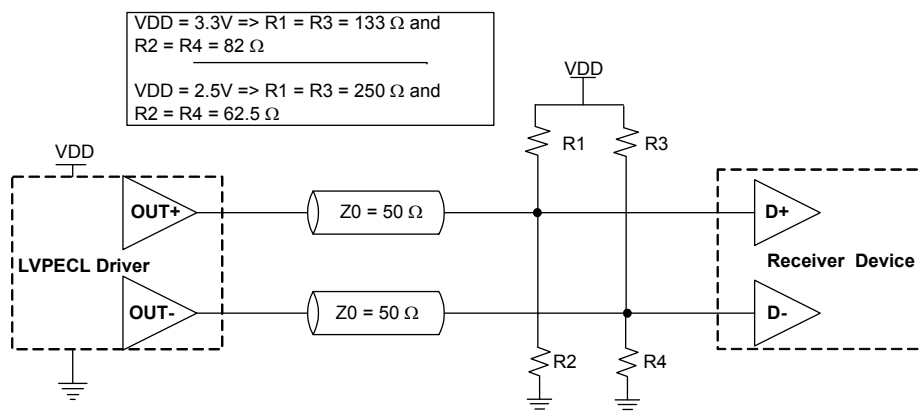 VDD = 3.3V => R1 = R3 = 133 Ω and
R2 = R4 = 82 Ω
VDD = 2.5V => R1 = R3 = 250 Ω and
R2 = R4 = 62.5 Ω
VDD
VDD
R1
R3
OUT+
Z0 = 50 Ω
D+
LVPECL Driver
Receiver Device
OUT-
Z0 = 50 Ω
D-
R2
R4